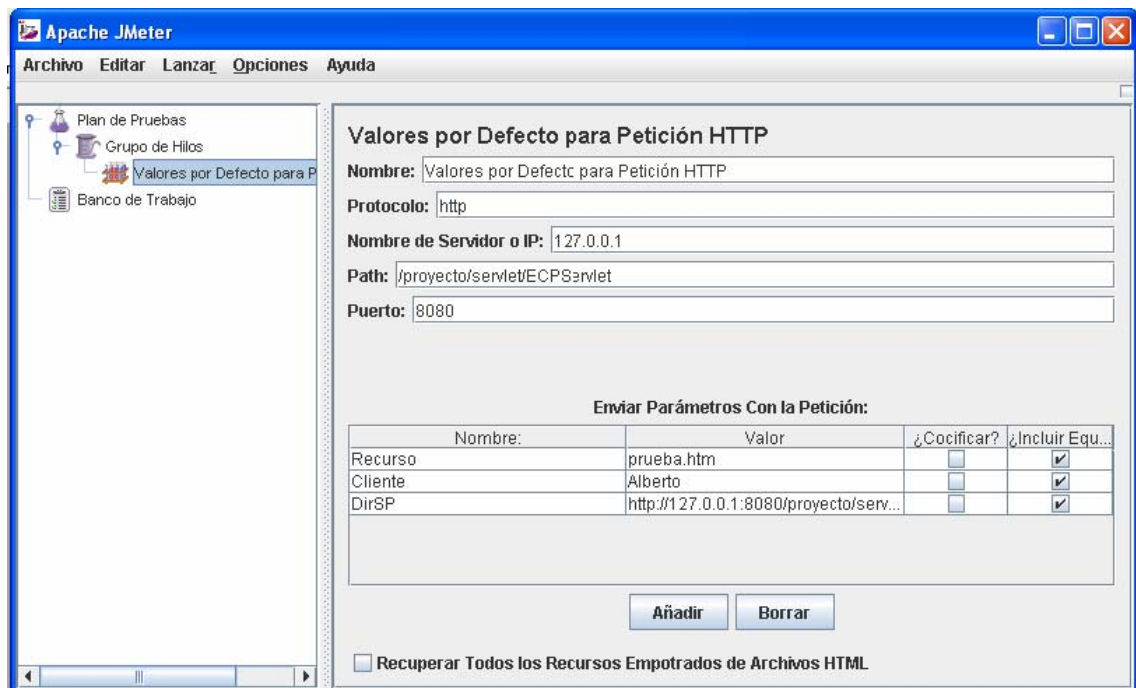 Apache JMeter
Archivo Editar Lanzar Opciones Ayuda
Plan de Pruebas
Grupo de Hilos
Valores por Defecto para P
Banco de Trabajo
Valores por Defecto para Petición HTTP
Nombre: Valores por Defecto para Petición HTTP
Protocolo: http
Nombre de Servidor o IP: 127.0.0.1
Path: /proyecto/servlet/ECPServlet
Puerto: 8080
Enviar Parámetros Con la Petición:
Nombre: Valor ¿Cocificar? ¿Incluir Equ...
Recurso prueba.htm
Cliente Alberto
DirSP http://127.0.0.1:8080/proyecto/serv...
Añadir Borrar
Recuperar Todos los Recursos Empotrados de Archivos HTML